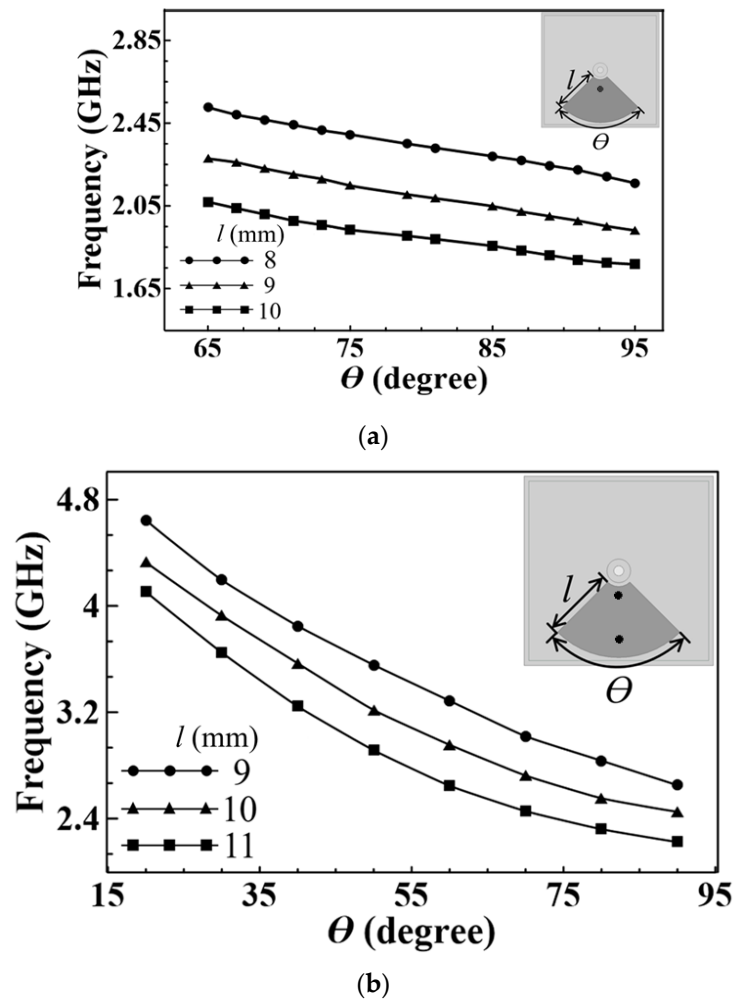 2.85
2.45
2.05
1.65
Frequency (GHz)
l
Θ
l (mm)
8
9
10
65 75 85 95
Θ (degree)
(a)
4.8
4
3.2
2.4
Frequency (GHz)
l
Θ
l (mm)
9
10
11
15 35 55 75 95
Θ (degree)
(b)